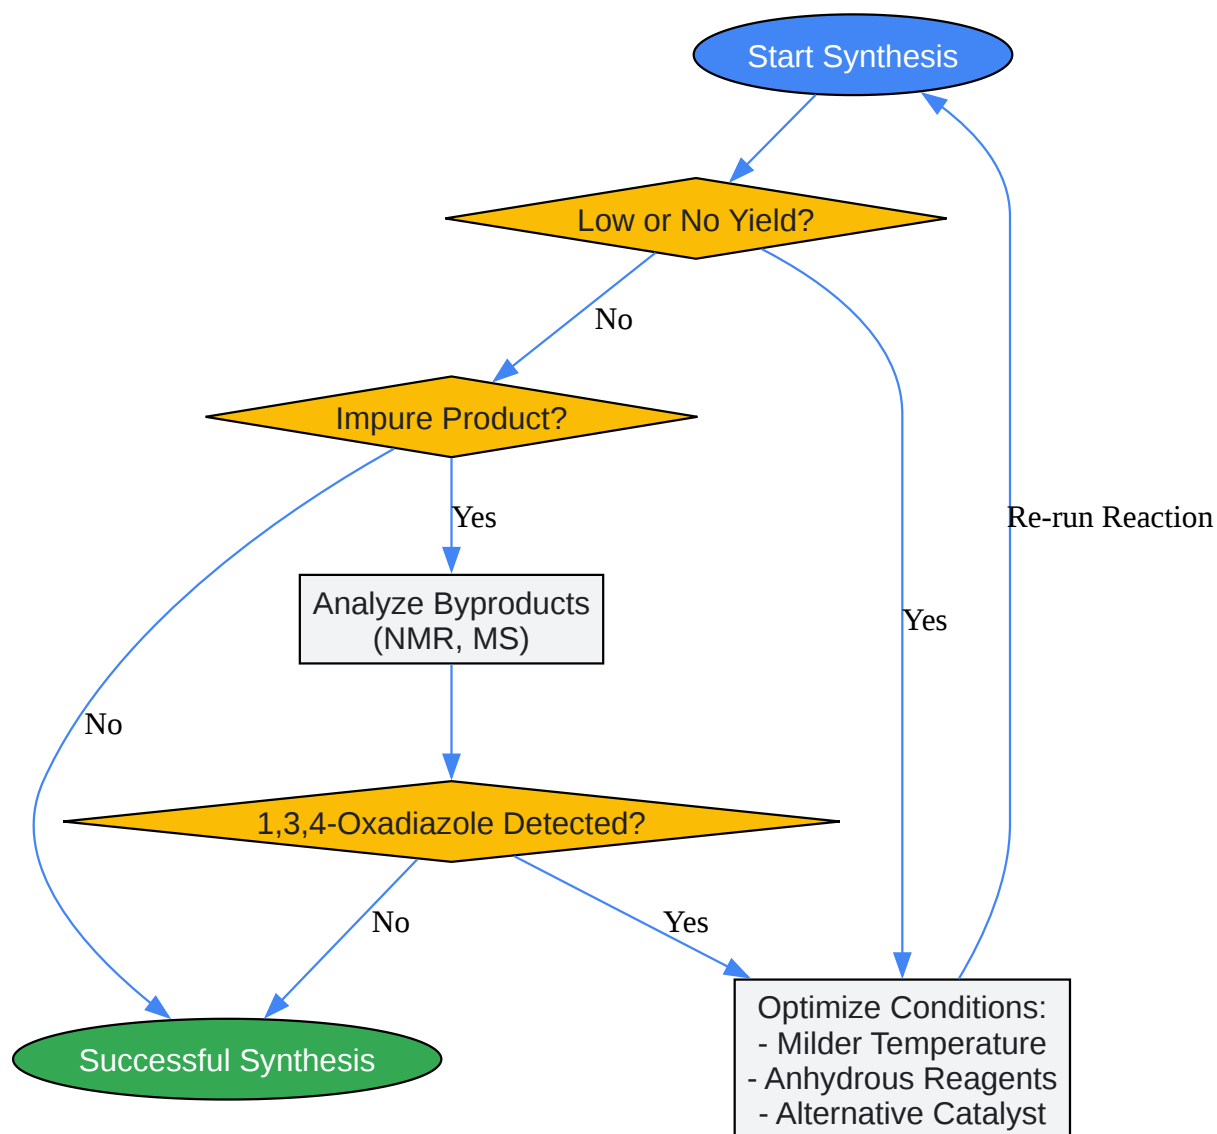 Start Synthesis
Low or No Yield?
No
Impure Product?
Yes
Re-run Reaction
Analyze Byproducts
(NMR, MS)
Yes
No
1,3,4-Oxadiazole Detected?
No
Yes
Optimize Conditions:
- Milder Temperature
- Anhydrous Reagents
- Alternative Catalyst
Successful Synthesis